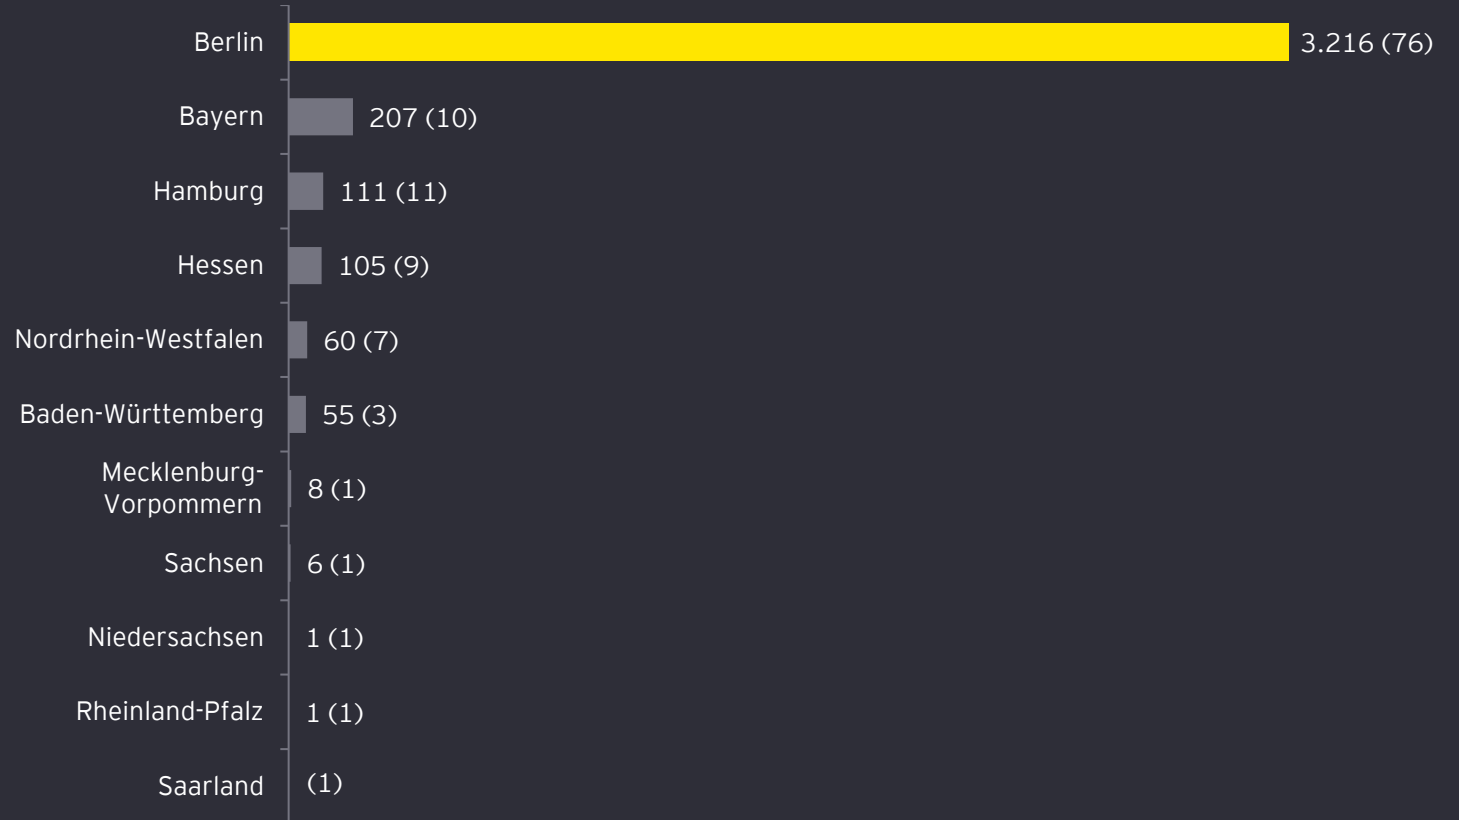 Berlin 3.216 (76)
Bayern 207 (10)
Hamburg 111 (11)
Hessen 105 (9)
Nordrhein-Westfalen 60 (7)
Baden-Württemberg 55 (3)
Mecklenburg-
Vorpommern 8 (1)
Sachsen 6 (1)
Niedersachsen 1 (1)
Rheinland-Pfalz 1 (1)
Saarland (1)